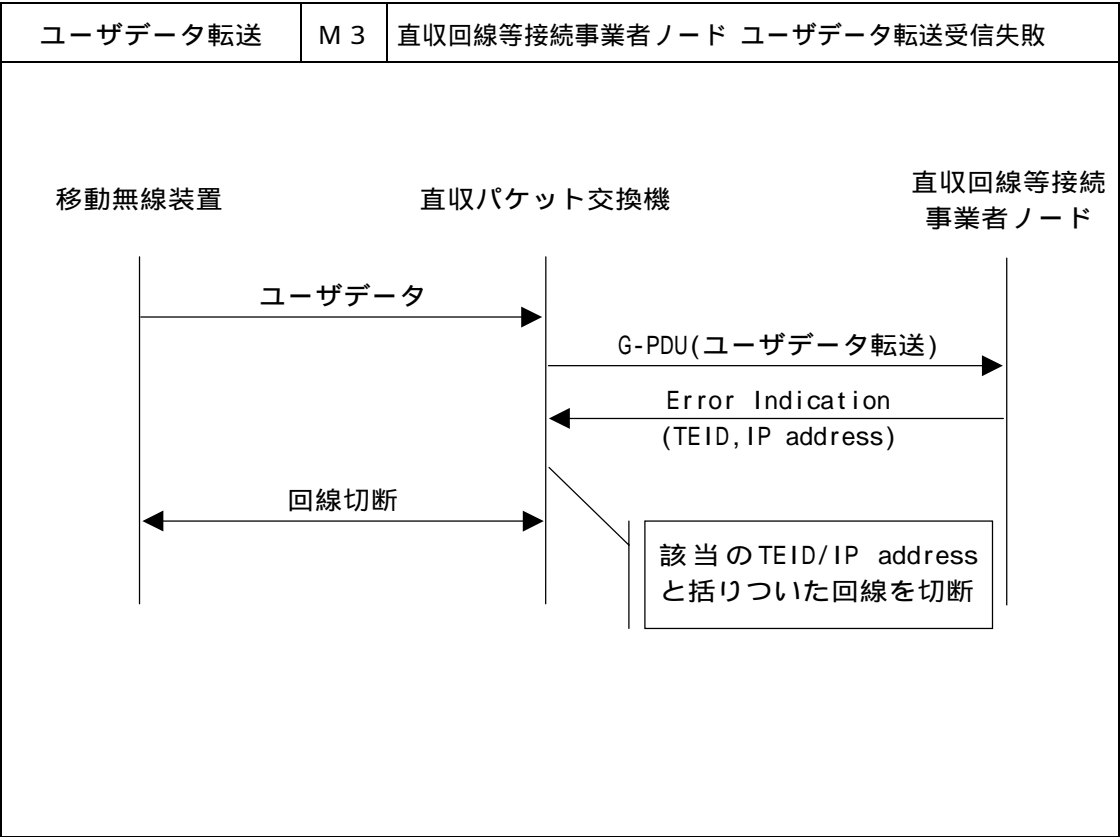 ユーザデータ転送
M3
直収回線等接続事業者ノード ユーザデータ転送受信失敗
移動無線装置
直収パケット交換機
直収回線等接続
事業者ノード
ユーザデータ
G-PDU(ユーザデータ転送)
Error Indication
(TEID,IP address)
回線切断
該当のTEID/IP address
と括りついた回線を切断